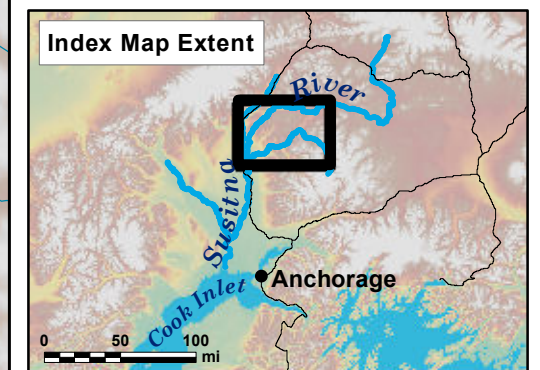 Index Map Extent
River
Susitna
Anchorage
Cook Inlet
0 50 100
mi